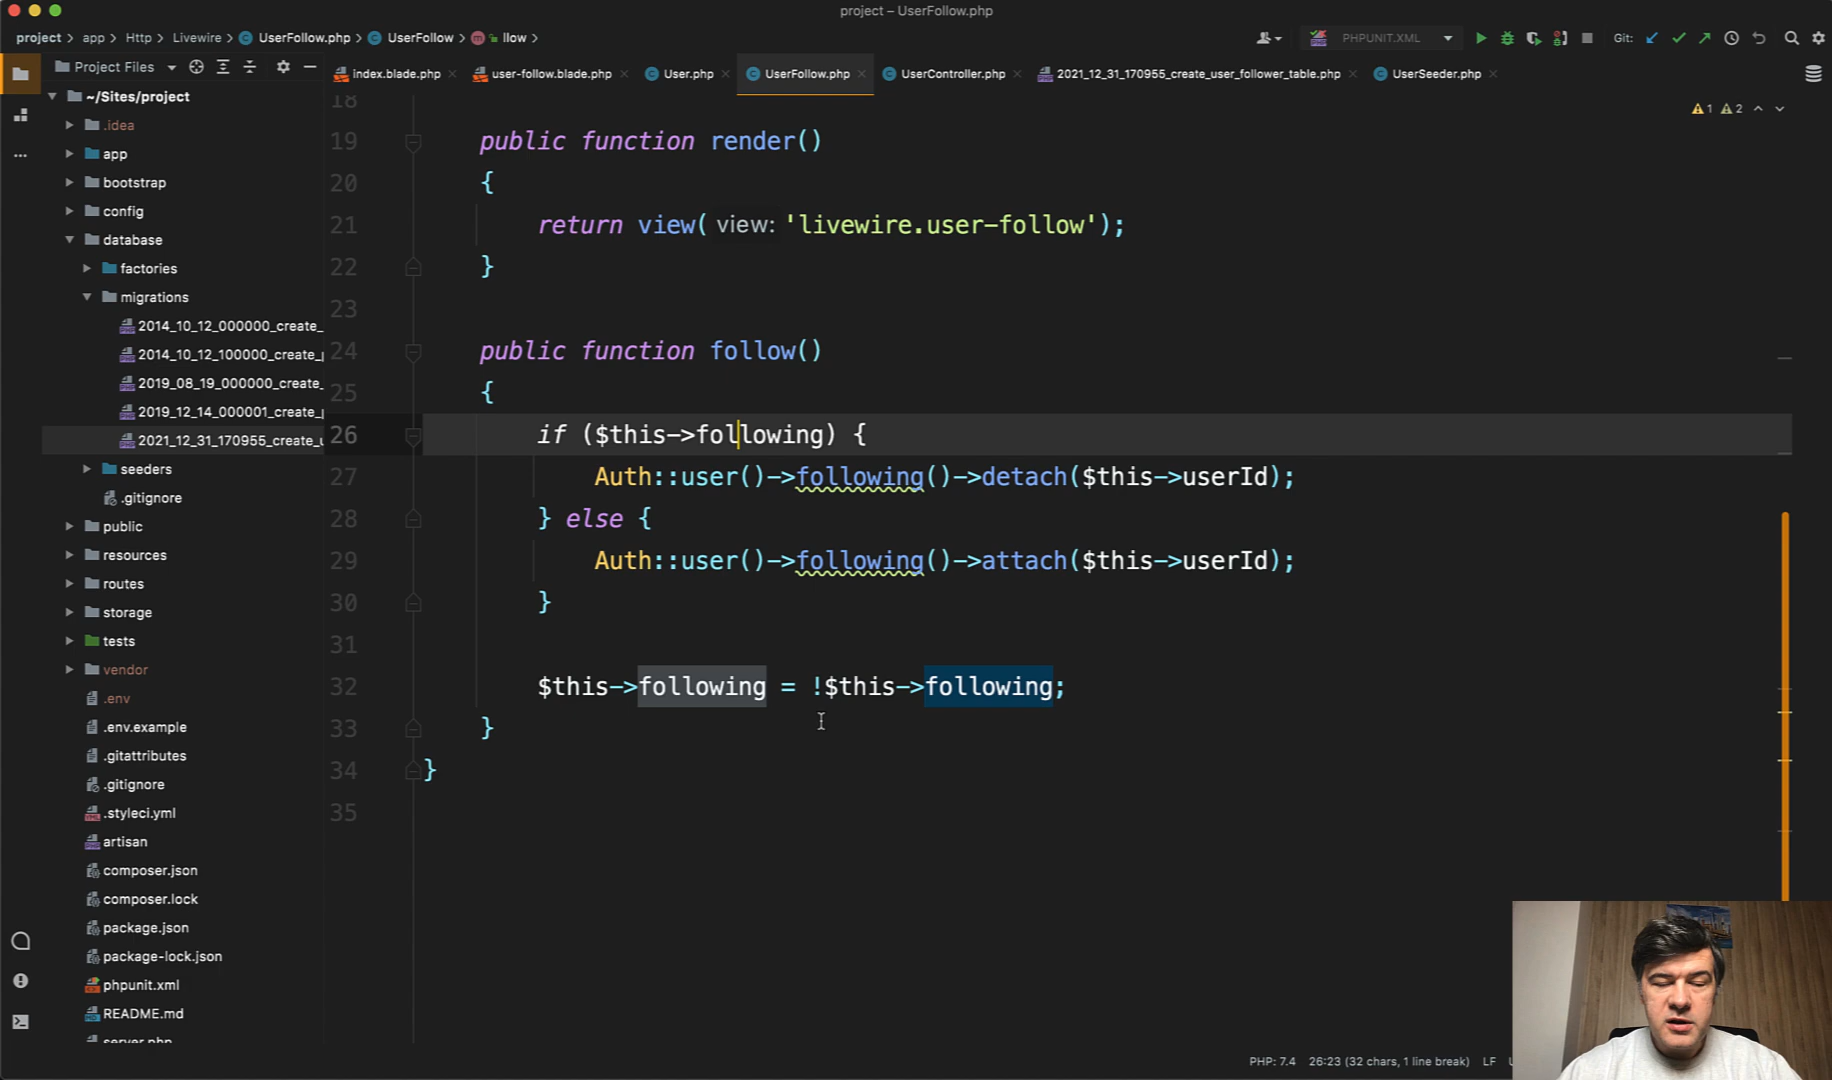 project – UserFollow.php
project app Http Livewire UserFollow.php UserFollow llow
PHPUNIT.XML
Git:
Project Files
index.blade.php
user-follow.blade.php
User.php
UserFollow.php
UserController.php
2021_12_31_170955_create_user_follower_table.php
UserSeeder.php
~/Sites/project
.idea
app
bootstrap
config
database
factories
migrations
2014_10_12_000000_create_
2014_10_12_100000_create_p
2019_08_19_000000_create_
2019_12_14_000001_create_p
2021_12_31_170955_create_u
seeders
.gitignore
public
resources
routes
storage
tests
vendor
.env
.env.example
.gitattributes
.gitignore
.styleci.yml
artisan
composer.json
composer.lock
package.json
package-lock.json
phpunit.xml
README.md
server.php
1 2
18
19 public function render()
20 {
21 return view( view: 'livewire.user-follow');
22 }
23
24 public function follow()
25 {
26 if ($this->following) {
27 Auth::user()->following()->detach($this->userId);
28 } else {
29 Auth::user()->following()->attach($this->userId);
30 }
31
32 $this->following = !$this->following;
33 }
34 }
35
PHP: 7.4 26:23 (32 chars, 1 line break) LF